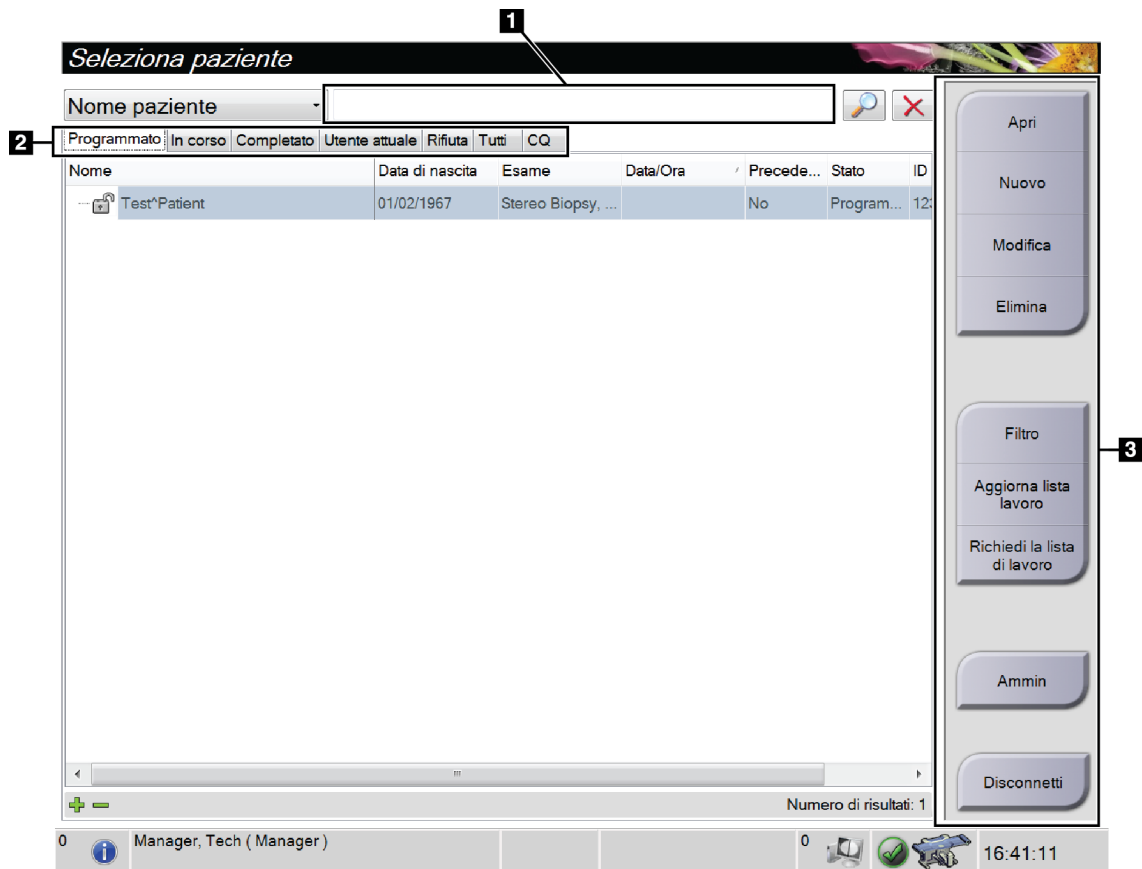 1
Seleziona paziente
Nome paziente
2
Programmato In corso Completato Utente attuale Rifiuta Tutti CQ
Nome Data di nascita Esame Data/Ora Precede... Stato ID
Test^Patient 01/02/1967 Stereo Biopsy, ... No Program... 123
Apri
Nuovo
Modifica
Elimina
Filtro
3
Aggiorna lista
lavoro
Richiedi la lista
di lavoro
Ammin
Disconnetti
Numero di risultati: 1
0 Manager, Tech ( Manager ) 0 16:41:11